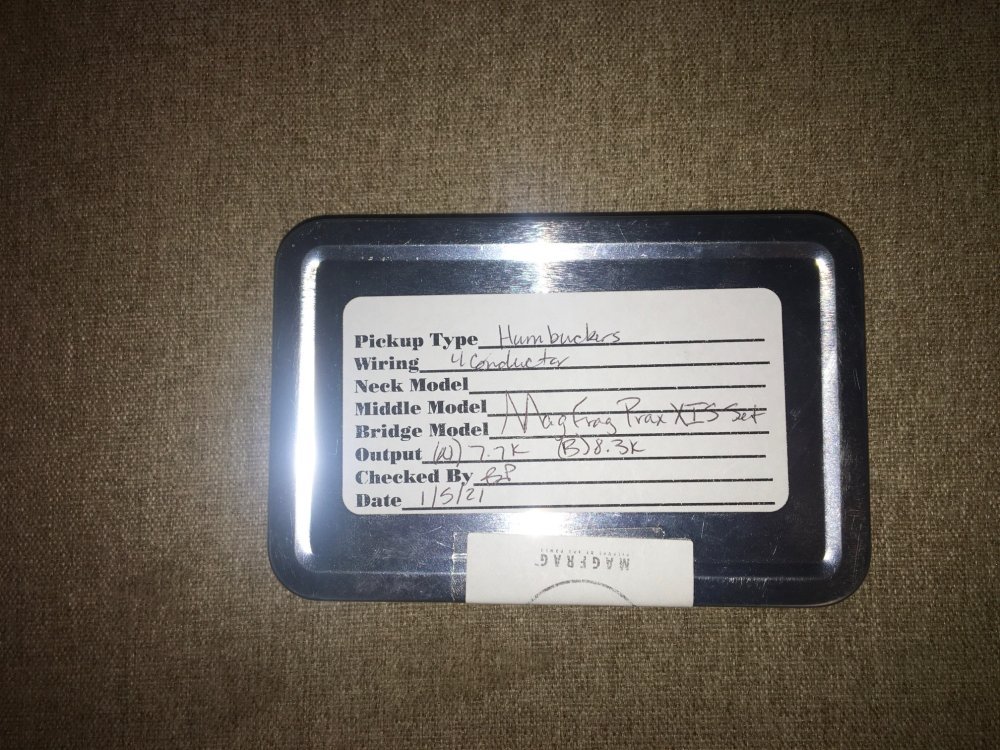 Pickup Type Humbuckers
Wiring 4 Conductor
Neck Model
Middle Model
Bridge Model MagFrag Prax XIS Set
Output (N) 7.7K (B) 8.3K
Checked By BP
Date 1/5/21
MAGFRAG